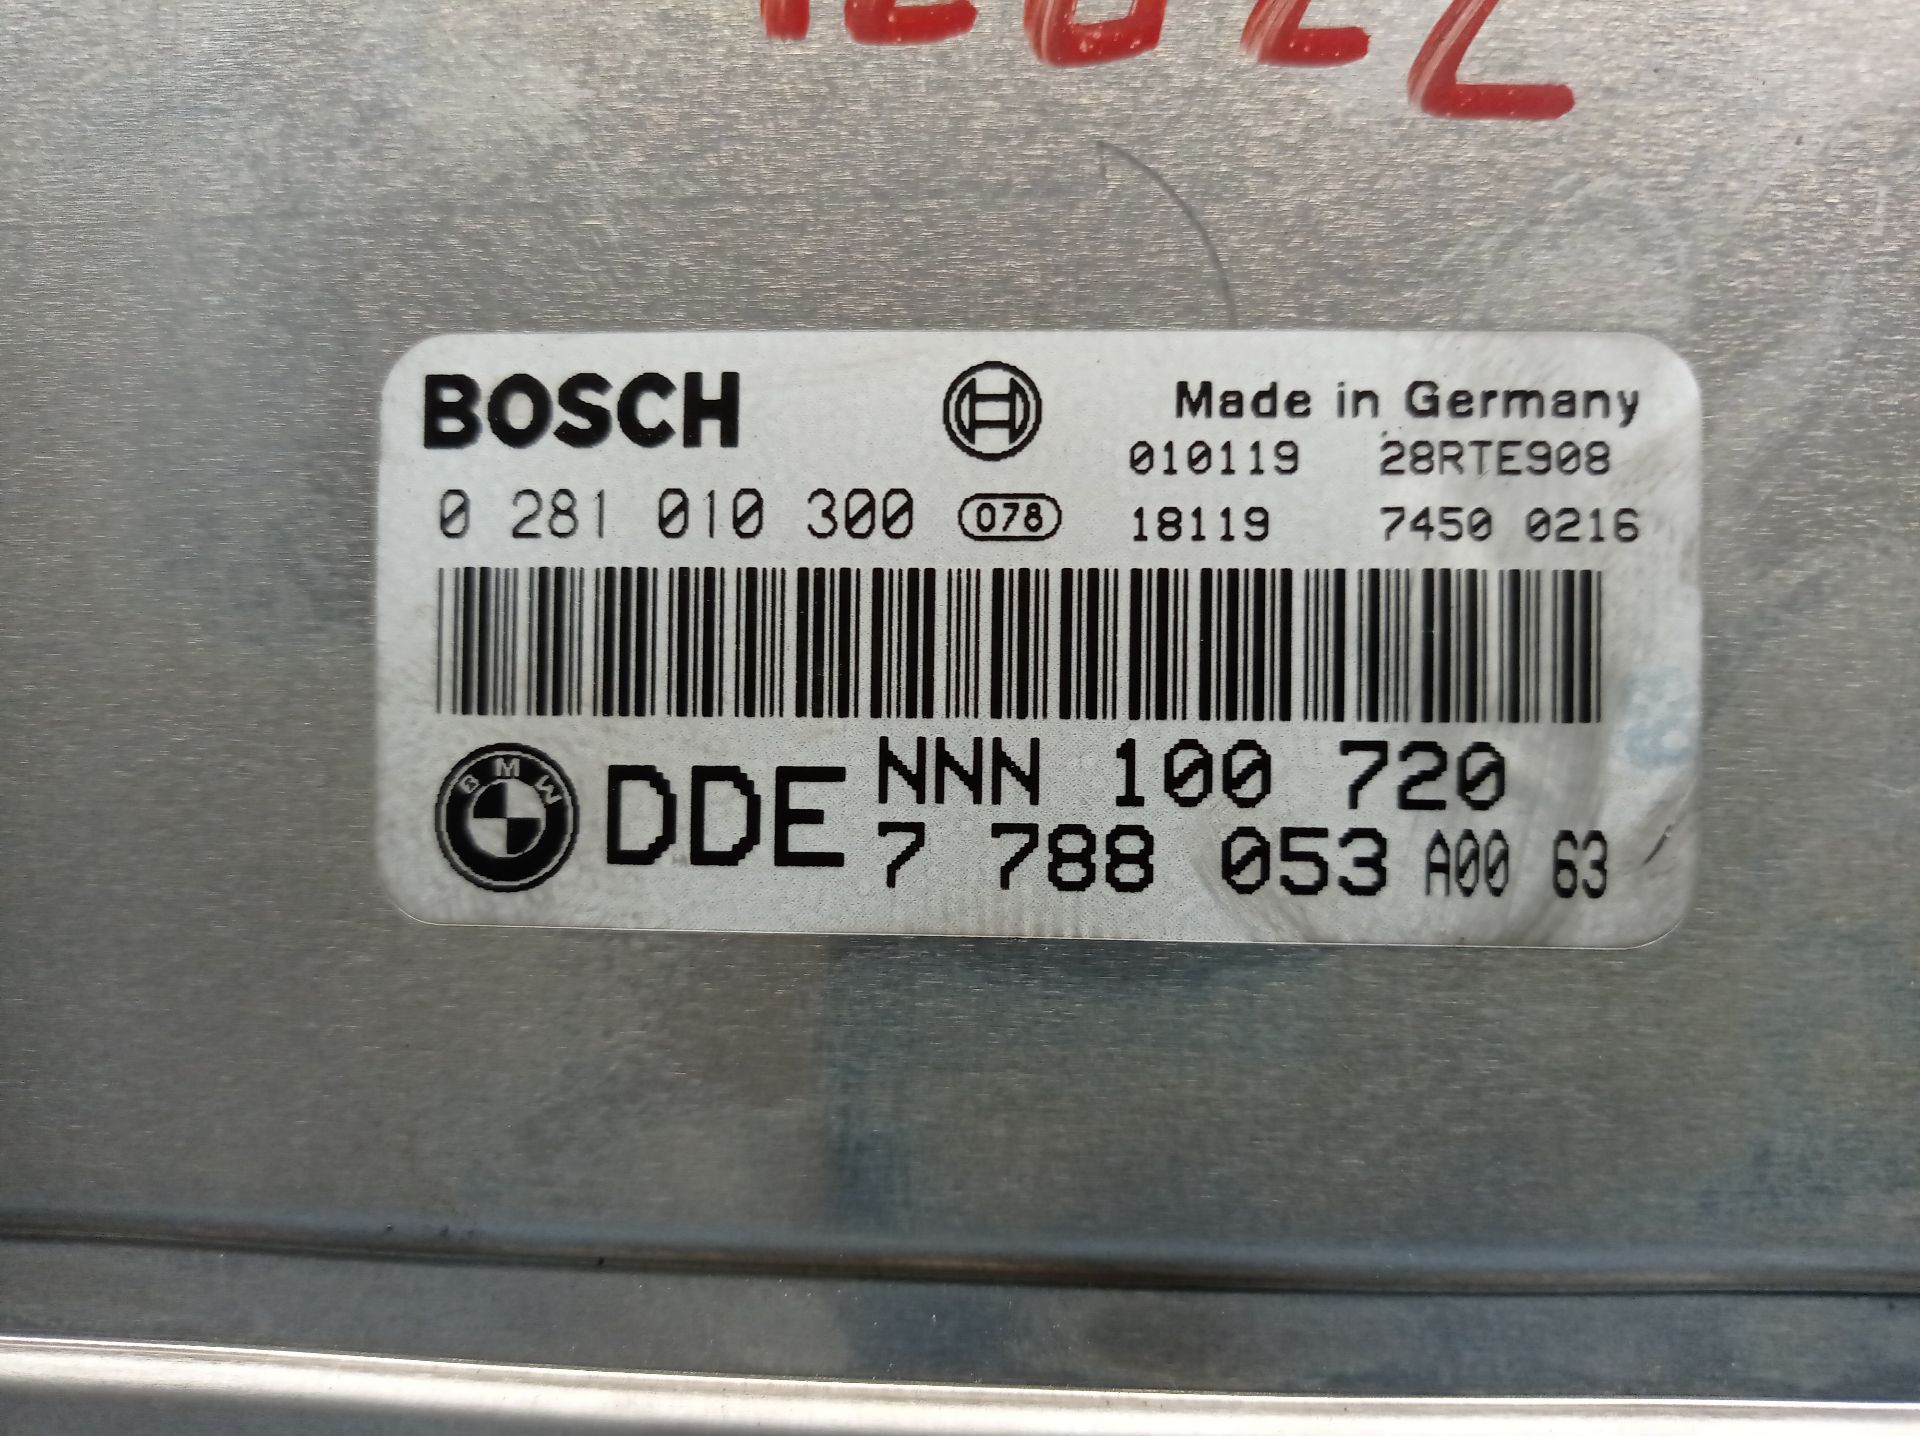 BOSCH
Made in Germany
010119 28RTE908
0 281 010 300 078 18119 7450 0216
BMW
DDE NNN 100 720
7 788 053 A00 63